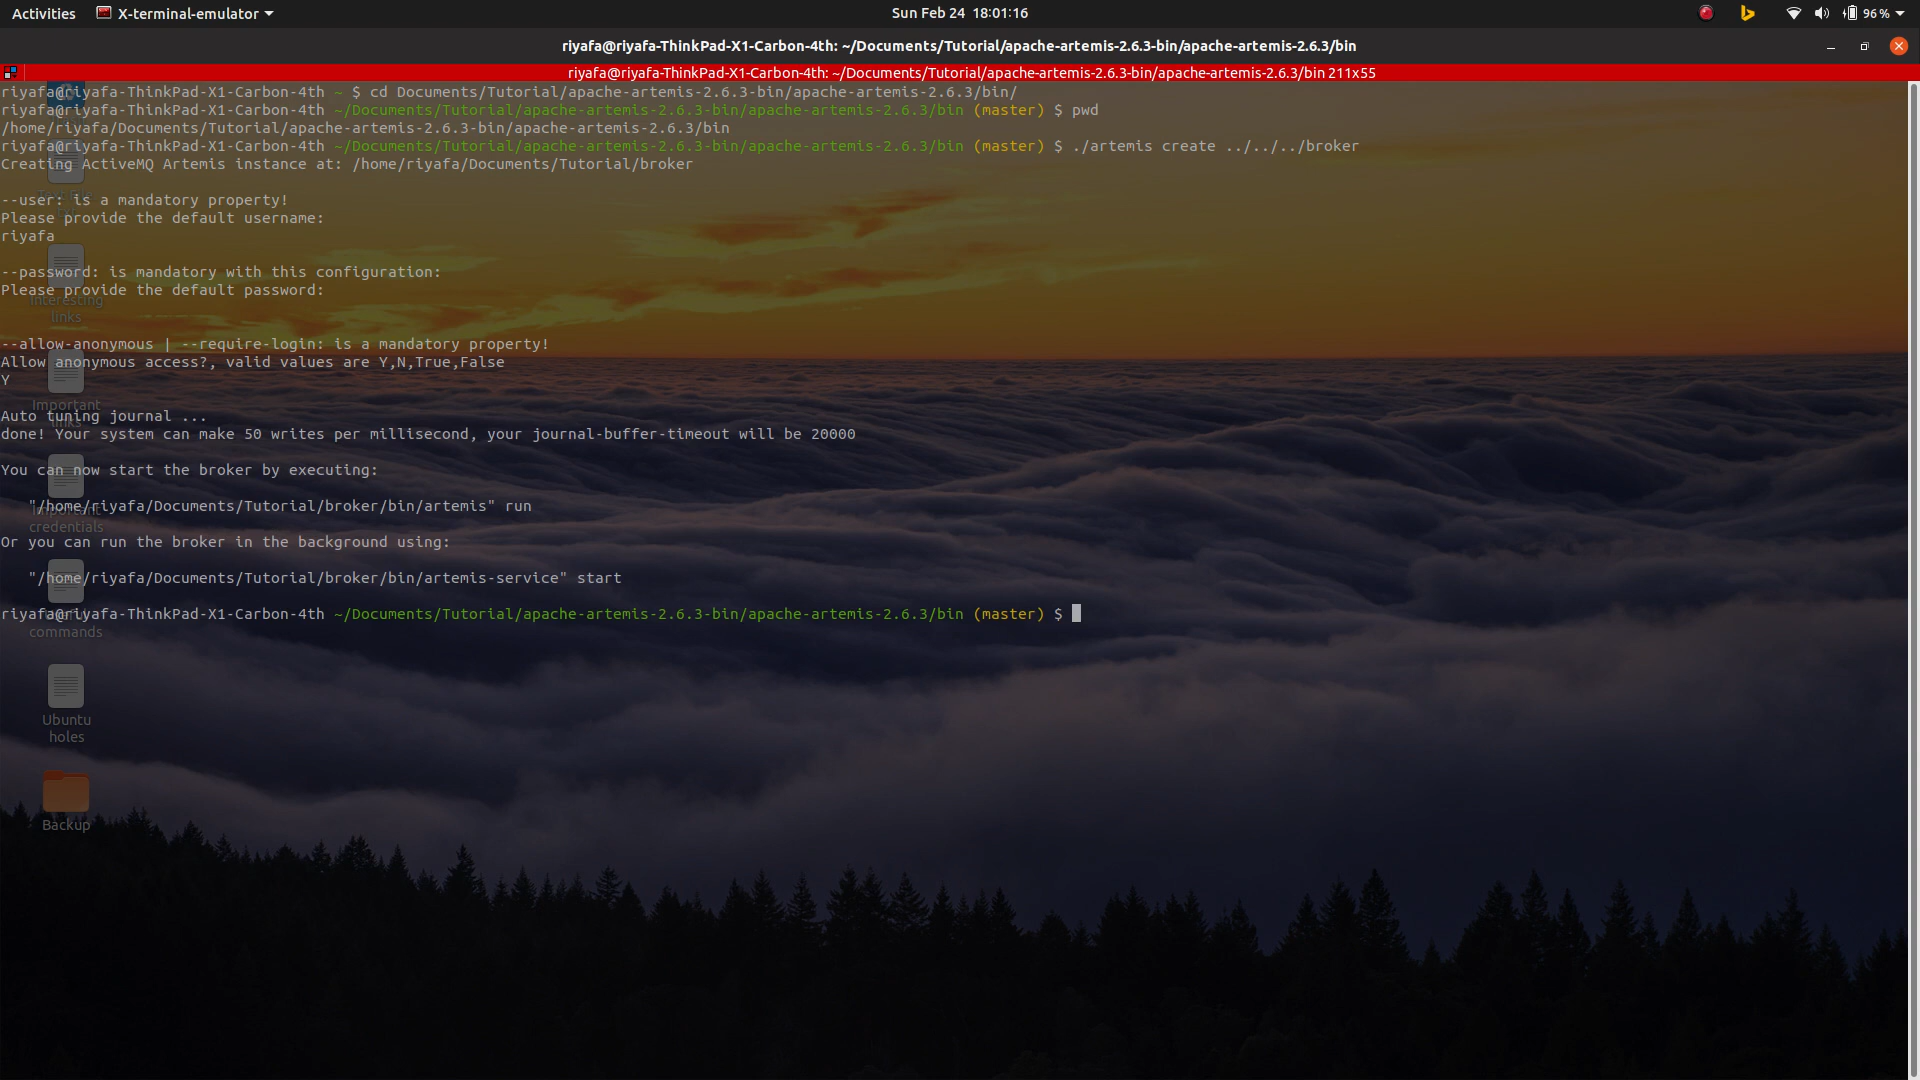 Activities X-terminal-emulator Sun Feb 24 18:01:16 96 %
riyafa@riyafa-ThinkPad-X1-Carbon-4th: ~/Documents/Tutorial/apache-artemis-2.6.3-bin/apache-artemis-2.6.3/bin
riyafa@riyafa-ThinkPad-X1-Carbon-4th: ~/Documents/Tutorial/apache-artemis-2.6.3-bin/apache-artemis-2.6.3/bin 211x55
riyafa@riyafa-ThinkPad-X1-Carbon-4th ~ $ cd Documents/Tutorial/apache-artemis-2.6.3-bin/apache-artemis-2.6.3/bin/
riyafa@riyafa-ThinkPad-X1-Carbon-4th ~/Documents/Tutorial/apache-artemis-2.6.3-bin/apache-artemis-2.6.3/bin (master) $ pwd
/home/riyafa/Documents/Tutorial/apache-artemis-2.6.3-bin/apache-artemis-2.6.3/bin
riyafa@riyafa-ThinkPad-X1-Carbon-4th ~/Documents/Tutorial/apache-artemis-2.6.3-bin/apache-artemis-2.6.3/bin (master) $ ./artemis create ../../../broker
Creating ActiveMQ Artemis instance at: /home/riyafa/Documents/Tutorial/broker
--user: is a mandatory property!
Please provide the default username:
riyafa
--password: is mandatory with this configuration:
Please provide the default password:
Interesting
links
--allow-anonymous | --require-login: is a mandatory property!
Allow anonymous access?, valid values are Y,N,True,False
Y
Important
links
Auto tuning journal ...
done! Your system can make 50 writes per millisecond, your journal-buffer-timeout will be 20000
You can now start the broker by executing:
"/home/riyafa/Documents/Tutorial/broker/bin/artemis" run
Important
credentials
Or you can run the broker in the background using:
"/home/riyafa/Documents/Tutorial/broker/bin/artemis-service" start
riyafa@riyafa-ThinkPad-X1-Carbon-4th ~/Documents/Tutorial/apache-artemis-2.6.3-bin/apache-artemis-2.6.3/bin (master) $
commands
Ubuntu
holes
Backup